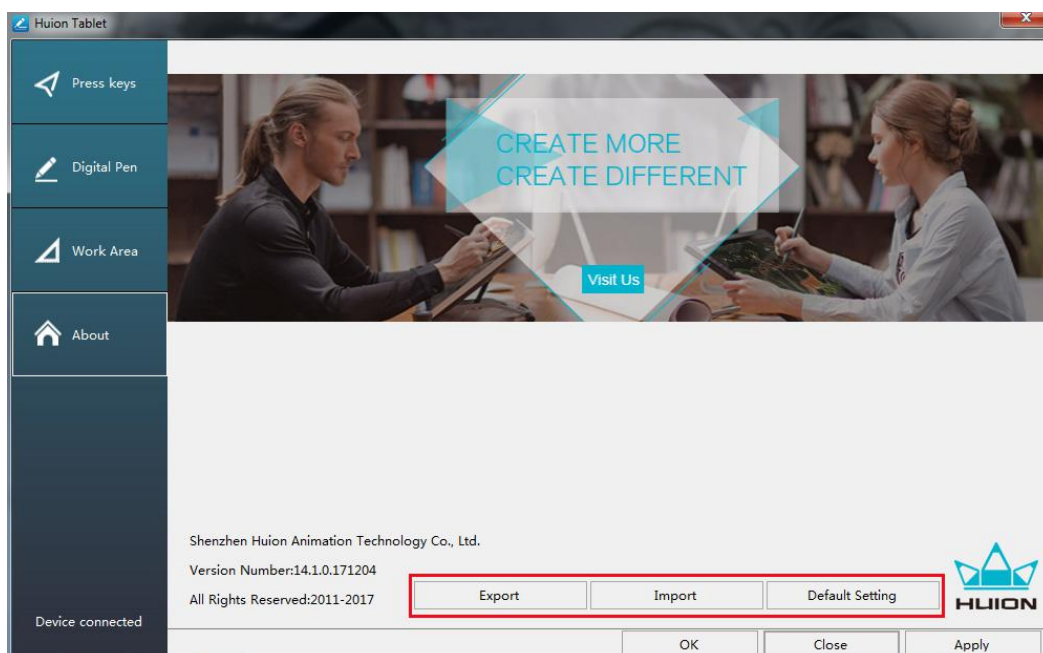 Huion Tablet
Press keys
Digital Pen
Work Area
About
Device connected
CREATE MORE
CREATE DIFFERENT
Visit Us
Shenzhen Huion Animation Technology Co., Ltd.
Version Number:14.1.0.171204
All Rights Reserved:2011-2017
Export
Import
Default Setting
HUION
OK
Close
Apply